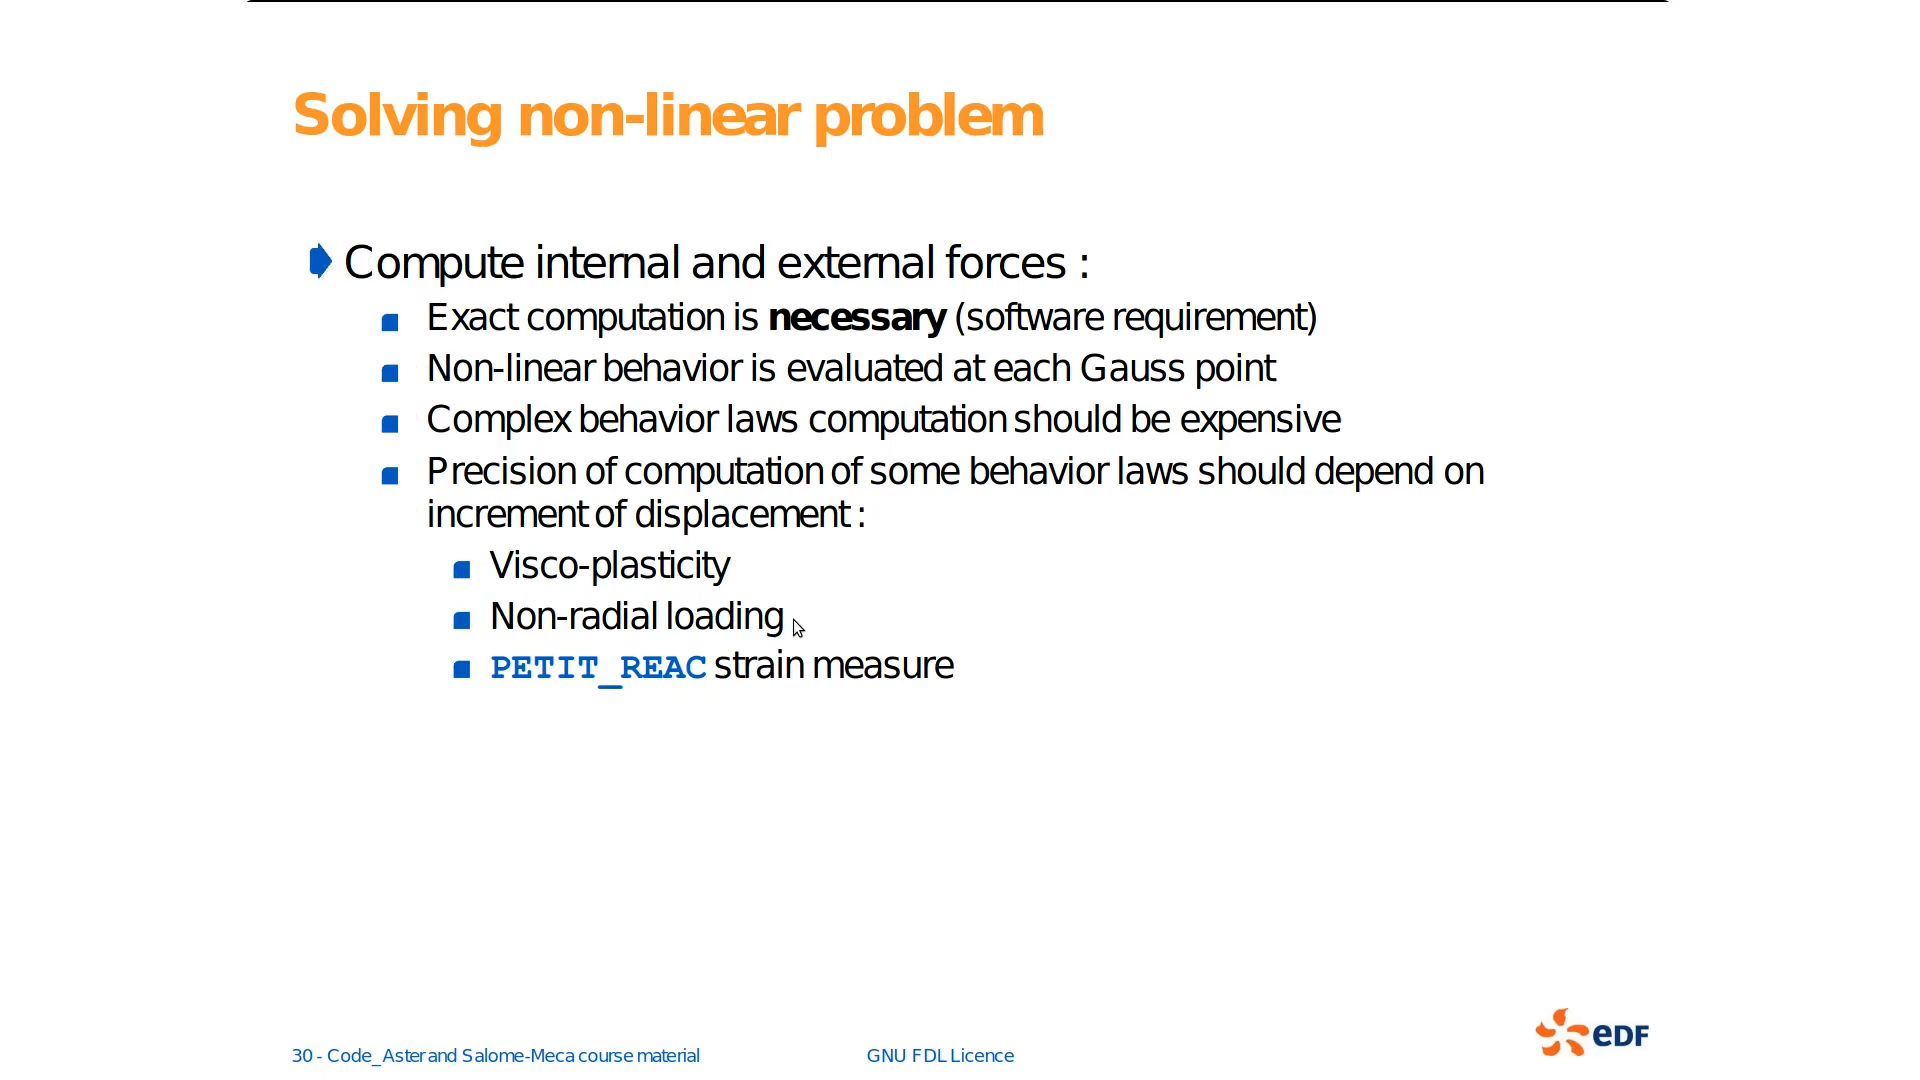 Solving non-linear problem
Compute internal and external forces :
Exact computation is necessary (software requirement)
Non-linear behavior is evaluated at each Gauss point
Complex behavior laws computation should be expensive
Precision of computation of some behavior laws should depend on
increment of displacement :
Visco-plasticity
Non-radial loading
PETIT_REAC strain measure
30 - Code_Aster and Salome-Meca course material
GNU FDL Licence
eDF